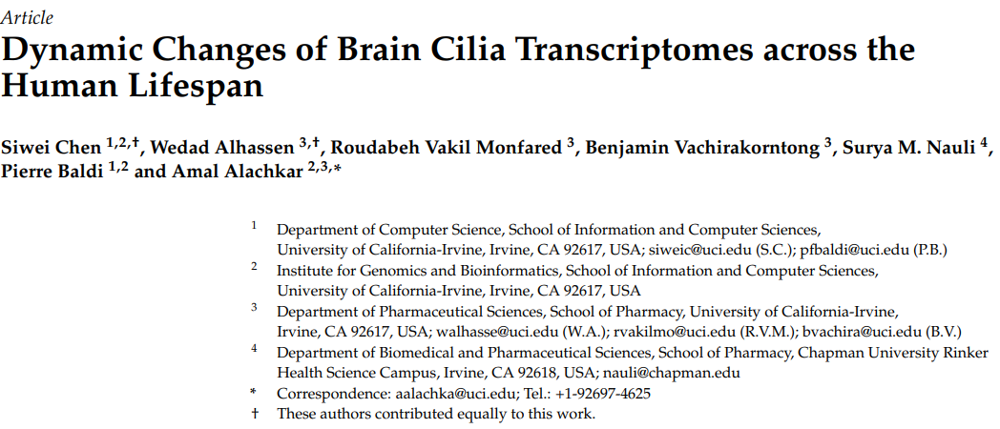 Article
Dynamic Changes of Brain Cilia Transcriptomes across the
Human Lifespan
Siwei Chen 1,2,†, Wedad Alhassen 3,†, Roudabeh Vakil Monfared 3, Benjamin Vachirakorntong 3, Surya M. Nauli 4,
Pierre Baldi 1,2 and Amal Alachkar 2,3,*
1 Department of Computer Science, School of Information and Computer Sciences,
University of California-Irvine, Irvine, CA 92617, USA; siweic@uci.edu (S.C.); pfbaldi@uci.edu (P.B.)
2 Institute for Genomics and Bioinformatics, School of Information and Computer Sciences,
University of California-Irvine, Irvine, CA 92617, USA
3 Department of Pharmaceutical Sciences, School of Pharmacy, University of California-Irvine,
Irvine, CA 92617, USA; walhasse@uci.edu (W.A.); rvakilmo@uci.edu (R.V.M.); bvachira@uci.edu (B.V.)
4 Department of Biomedical and Pharmaceutical Sciences, School of Pharmacy, Chapman University Rinker
Health Science Campus, Irvine, CA 92618, USA; nauli@chapman.edu
* Correspondence: aalachka@uci.edu; Tel.: +1-92697-4625
† These authors contributed equally to this work.